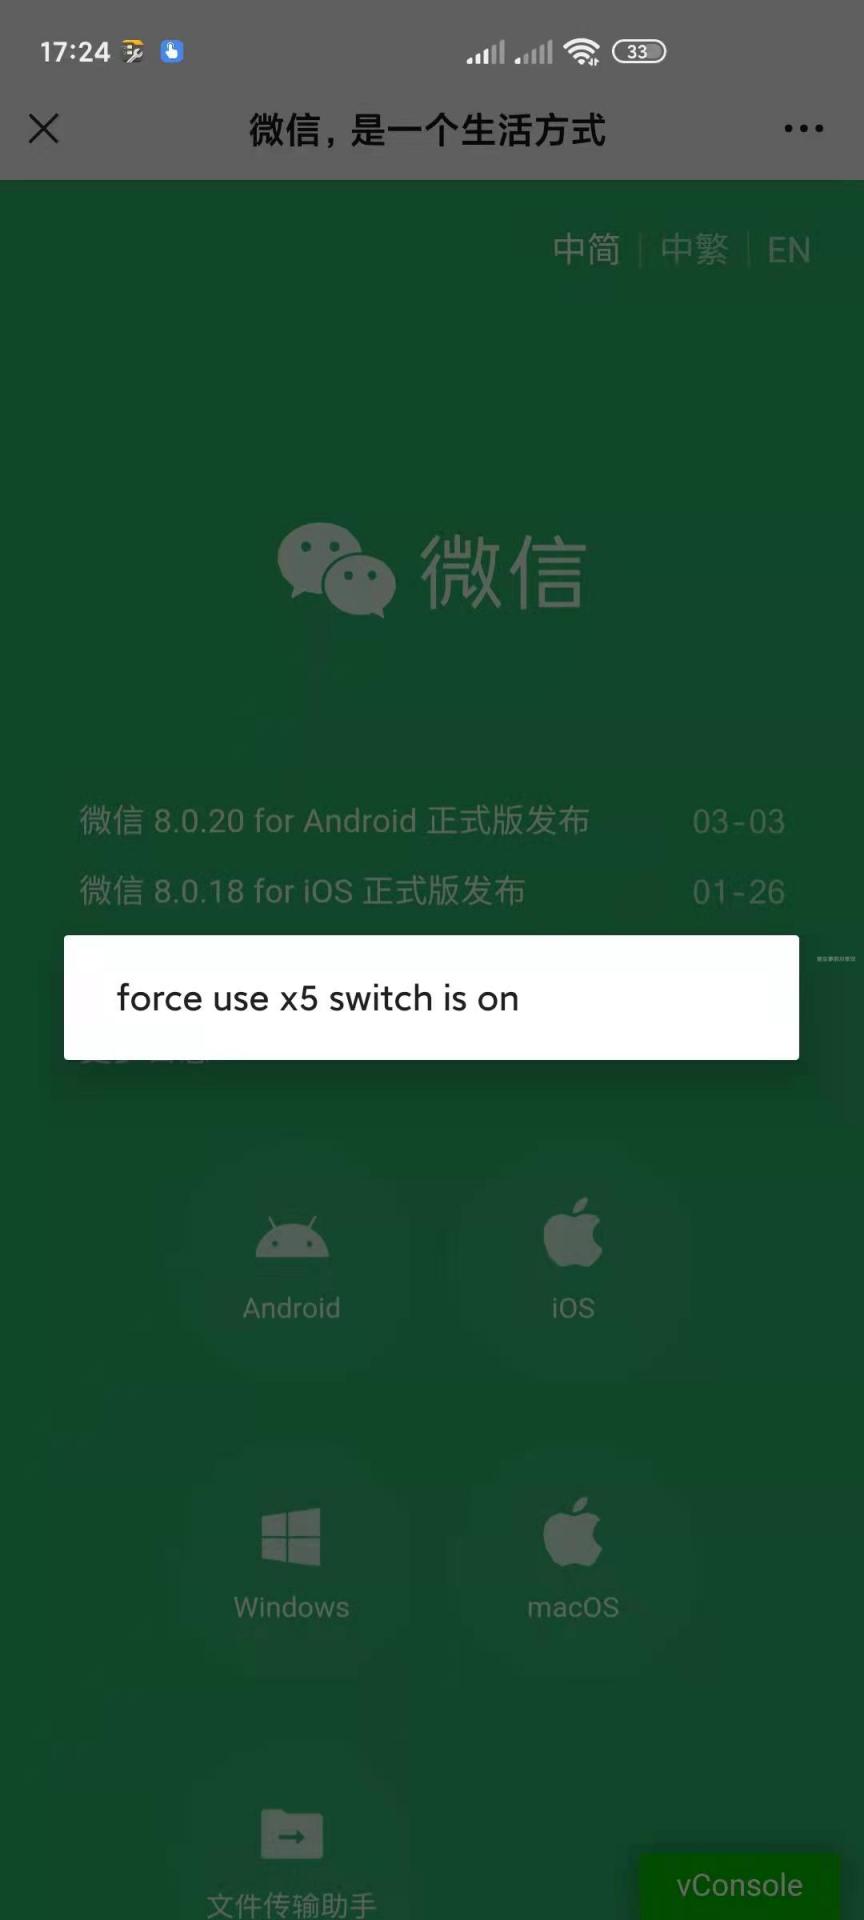 17:24
33
微信，是一个生活方式
中简 | 中繁 | EN
微信
微信 8.0.20 for Android 正式版发布 03-03
微信 8.0.18 for iOS 正式版发布 01-26
force use x5 switch is on
Android
iOS
Windows
macOS
文件传输助手
vConsole